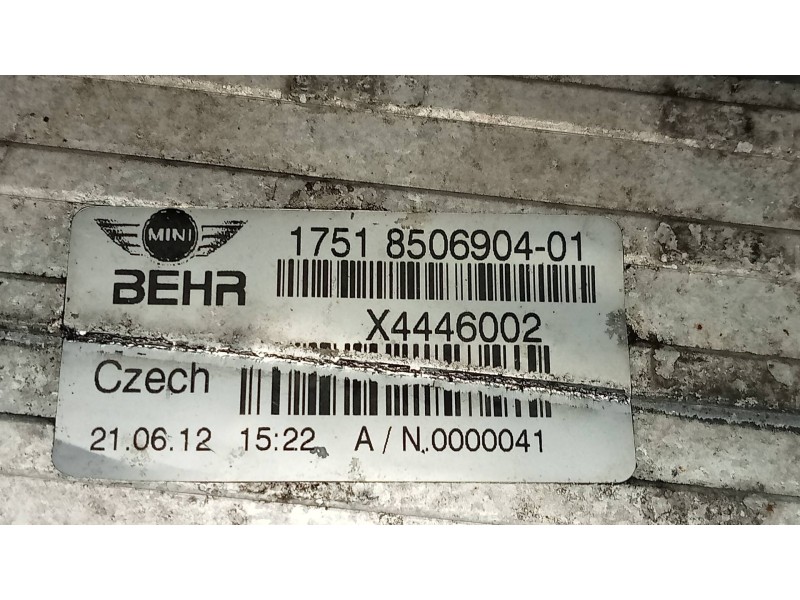 MINI
1751 8506904-01
BEHR
X4446002
Czech
21.06.12 15:22 A / N.0000041